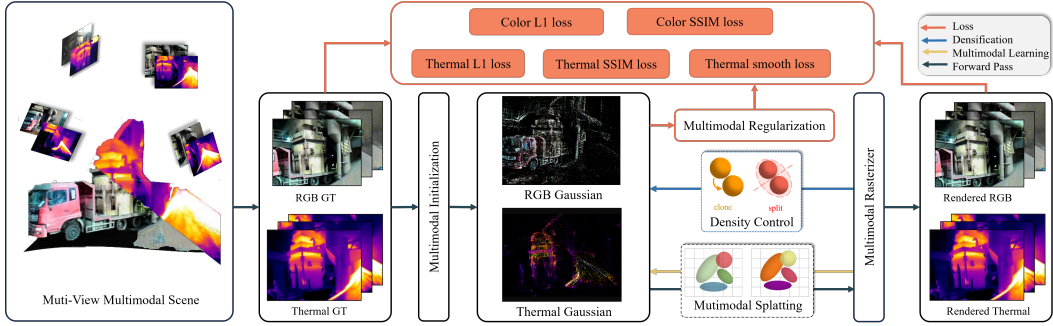 Color L1 loss
Color SSIM loss
Thermal L1 loss
Thermal SSIM loss
Thermal smooth loss
Loss
Densification
Multimodal Learning
Forward Pass
Muti-View Multimodal Scene
RGB GT
Thermal GT
Multimodal Initialization
RGB Gaussian
Thermal Gaussian
Multimodal Regularization
clone
split
Density Control
Mutimodal Splatting
Multimodal Rasterizer
Rendered RGB
Rendered Thermal